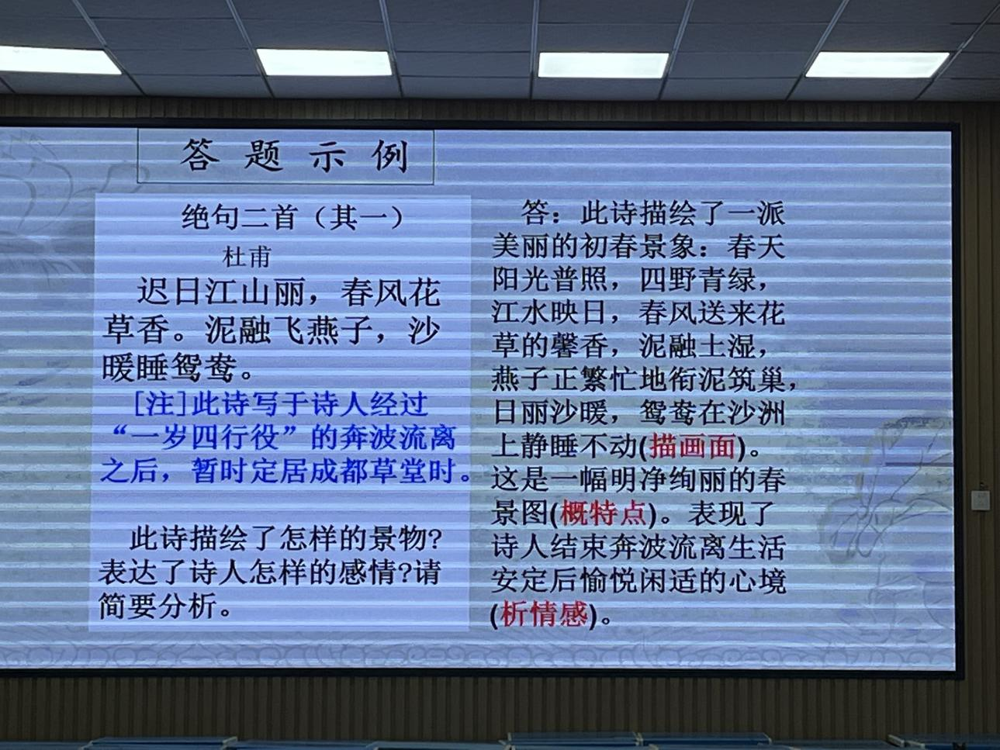 答题示例
绝句二首（其一）
杜甫
迟日江山丽，春风花
草香。泥融飞燕子，沙
暖睡鸳鸯。
[注]此诗写于诗人经过
“一岁四行役”的奔波流离
之后，暂时定居成都草堂时。
此诗描绘了怎样的景物?
表达了诗人怎样的感情?请
简要分析。
答：此诗描绘了一派
美丽的初春景象：春天
阳光普照，四野青绿，
江水映日，春风送来花
草的馨香，泥融土湿，
燕子正繁忙地衔泥筑巢，
日丽沙暖，鸳鸯在沙洲
上静睡不动(描画面)。
这是一幅明净绚丽的春
景图(概特点)。表现了
诗人结束奔波流离生活
安定后愉悦闲适的心境
(析情感)。